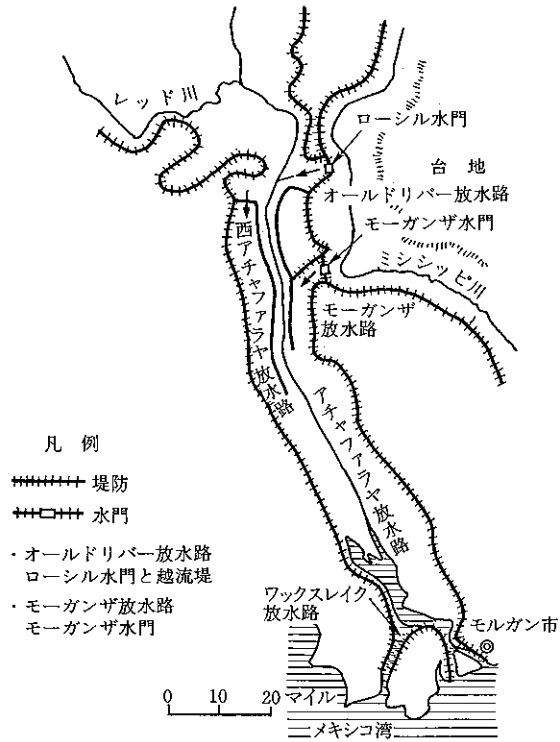 レッド川
ローシル水門
台地
オールドリバー放水路
モーガンザ水門
ミシシッピ川
モーガンザ
放水路
西アチャファラヤ放水路
アチャファラヤ放水路
凡例
堤防
水門
・オールドリバー放水路
ローシル水門と越流堤
・モーガンザ放水路
モーガンザ水門
ワックスレイク
放水路
モルガン市
0 10 20マイル
メキシコ湾